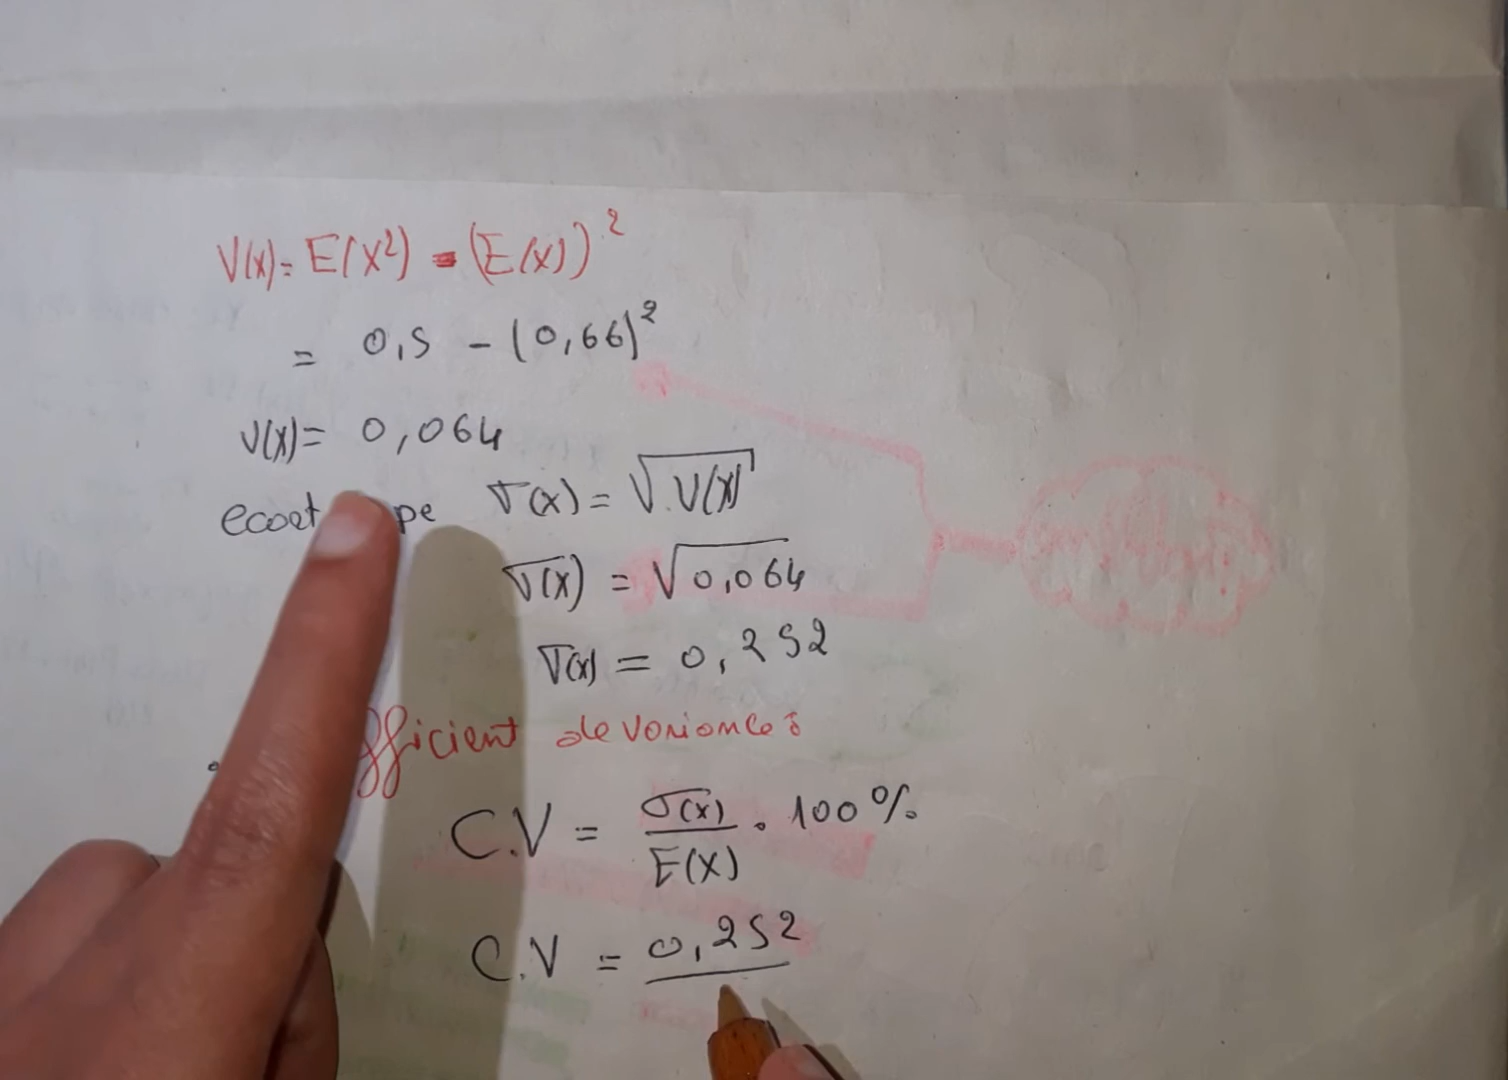 V(x) = E(X²) - (E(x))²
= 0,5 - (0,66)²
V(x) = 0,064
ecart pe σ(x) = √V(x)
σ(x) = √0,064
σ(x) = 0,252
fficient de variance :
C.V = σ(x) / E(X) . 100%
C.V = 0,252